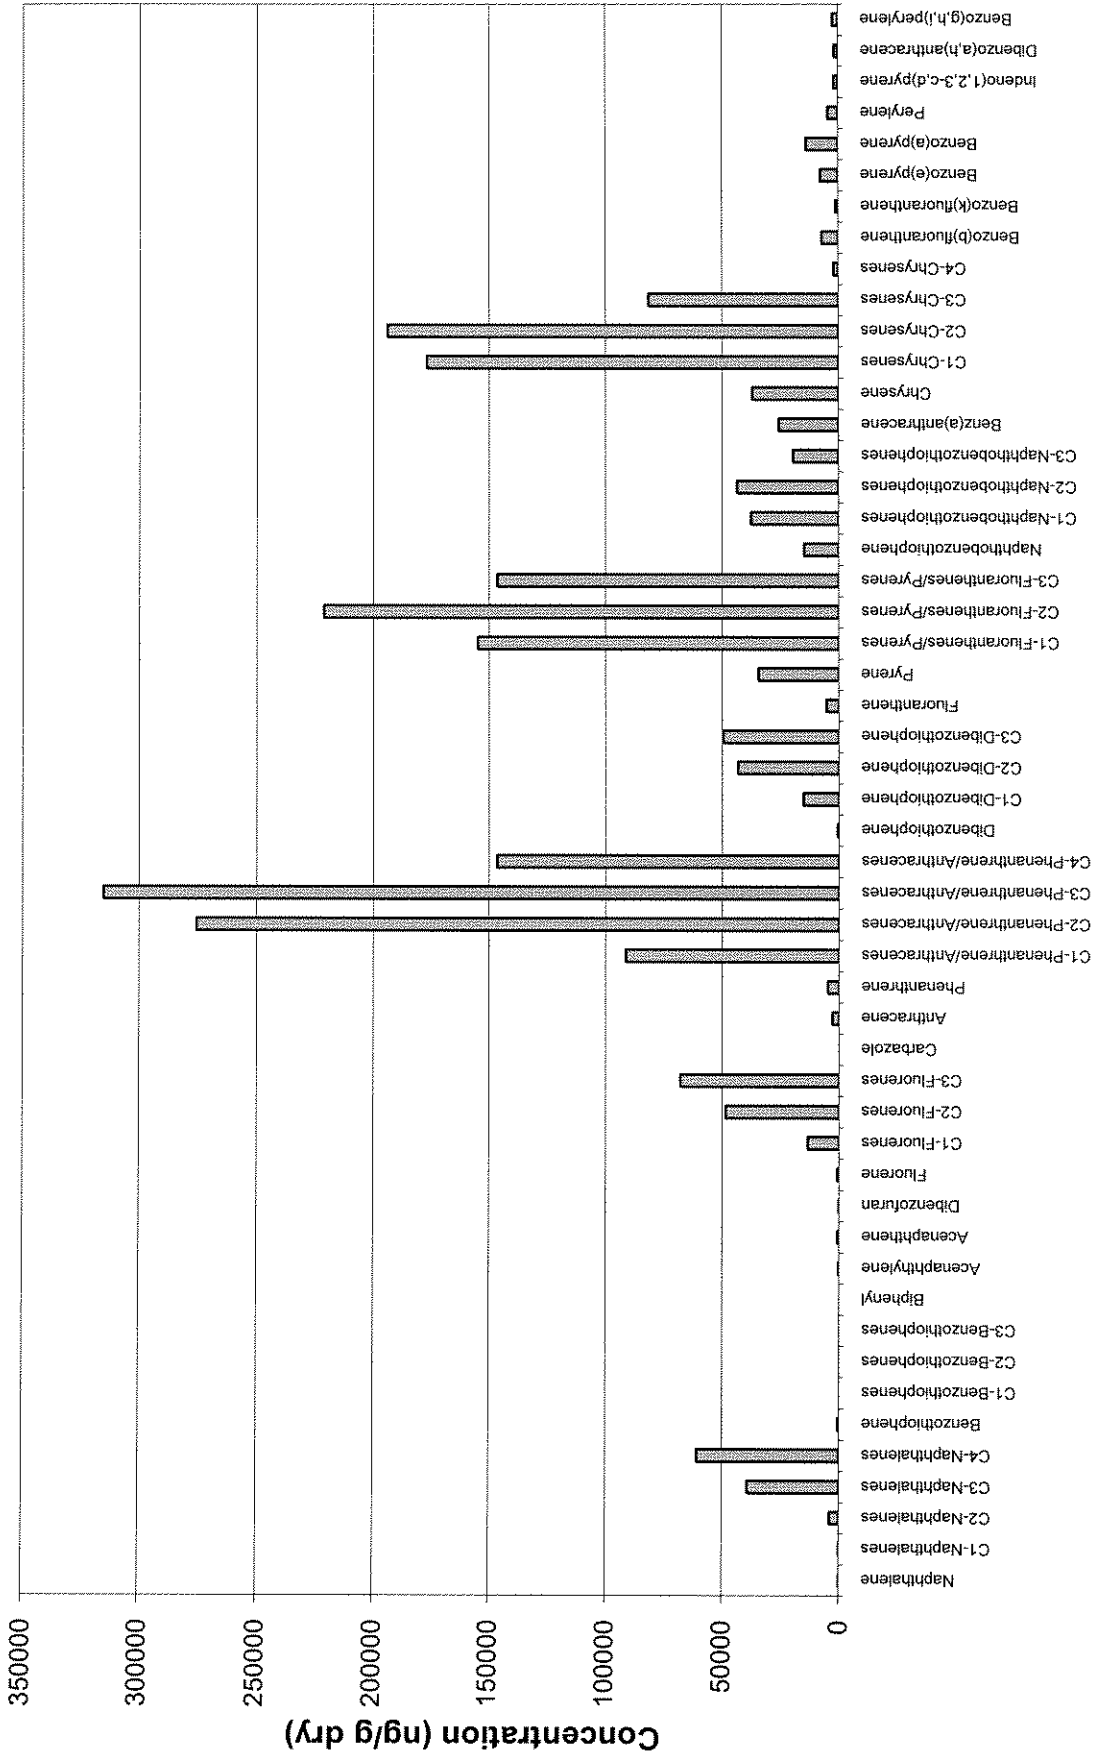 Concentration (ng/g dry)
350000
300000
250000
200000
150000
100000
50000
0
Naphthalene
C1-Naphthalenes
C2-Naphthalenes
C3-Naphthalenes
C4-Naphthalenes
Benzothiophene
C1-Benzothiophenes
C2-Benzothiophenes
C3-Benzothiophenes
Biphenyl
Acenaphthylene
Acenaphthene
Dibenzofuran
Fluorene
C1-Fluorenes
C2-Fluorenes
C3-Fluorenes
Carbazole
Anthracene
Phenanthrene
C1-Phenanthrene/Anthracenes
C2-Phenanthrene/Anthracenes
C3-Phenanthrene/Anthracenes
C4-Phenanthrene/Anthracenes
Dibenzothiophene
C1-Dibenzothiophene
C2-Dibenzothiophene
C3-Dibenzothiophene
Fluoranthene
Pyrene
C1-Fluoranthenes/Pyrenes
C2-Fluoranthenes/Pyrenes
C3-Fluoranthenes/Pyrenes
Naphthobenzothiophene
C1-Naphthobenzothiophenes
C2-Naphthobenzothiophenes
C3-Naphthobenzothiophenes
Benz(a)anthracene
Chrysene
C1-Chrysenes
C2-Chrysenes
C3-Chrysenes
C4-Chrysenes
Benzo(b)fluoranthene
Benzo(k)fluoranthene
Benzo(e)pyrene
Benzo(a)pyrene
Perylene
Indeno(1,2,3-c,d)pyrene
Dibenzo(a,h)anthracene
Benzo(g,h,i)perylene